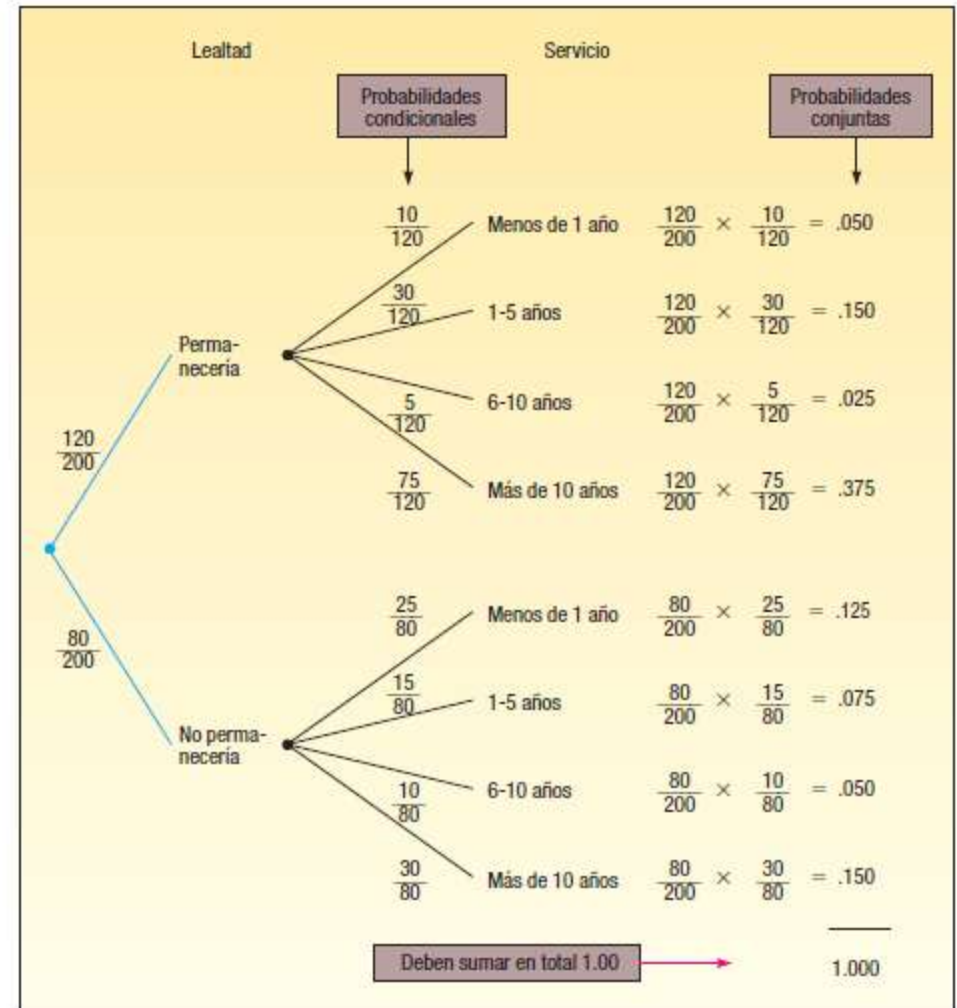 Lealtad Servicio
Probabilidades
condicionales
Probabilidades
conjuntas
10/120 Menos de 1 año 120/200 × 10/120 = .050
30/120 1-5 años 120/200 × 30/120 = .150
Perma-
necería
5/120 6-10 años 120/200 × 5/120 = .025
120/200
75/120 Más de 10 años 120/200 × 75/120 = .375
25/80 Menos de 1 año 80/200 × 25/80 = .125
80/200
15/80 1-5 años 80/200 × 15/80 = .075
No perma-
necería
10/80 6-10 años 80/200 × 10/80 = .050
30/80 Más de 10 años 80/200 × 30/80 = .150
Deben sumar en total 1.00 1.000